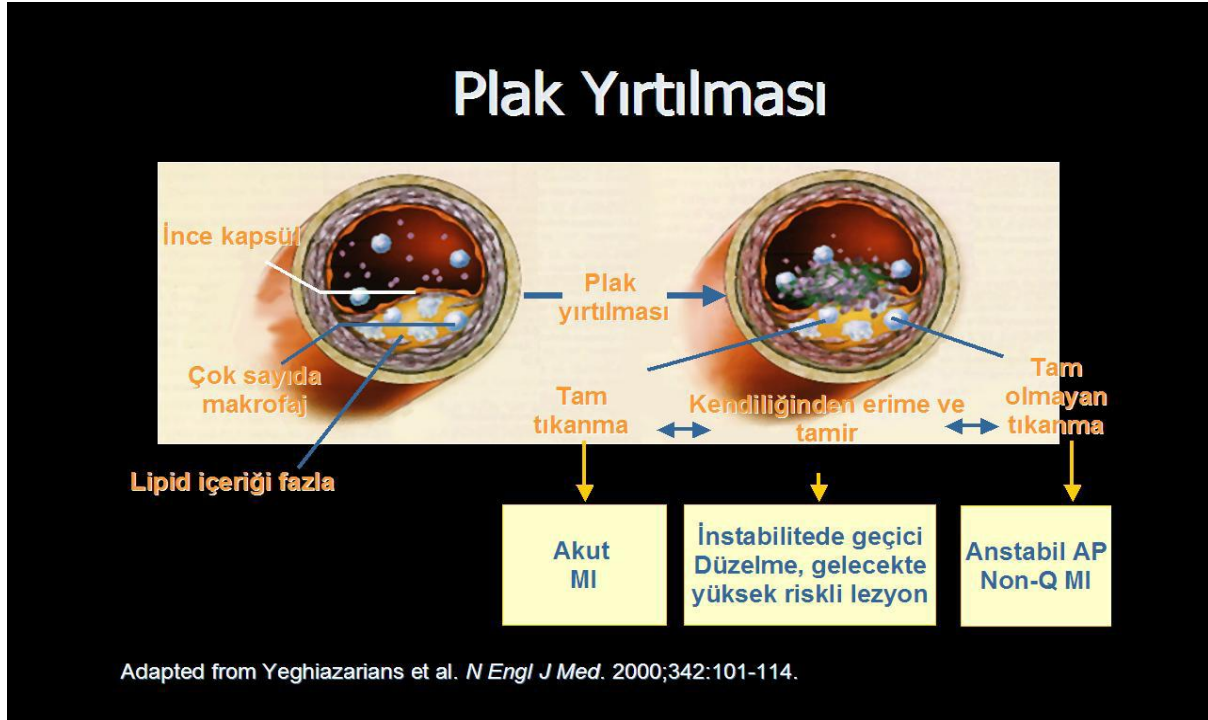 Plak Yırtılması
İnce kapsül
Çok sayıda
makrofaj
Lipid içeriği fazla
Plak
yırtılması
Tam
tıkanma
Kendiliğinden erime ve
tamir
Tam
olmayan
tıkanma
Akut
MI
İnstabilitede geçici
Düzelme, gelecekte
yüksek riskli lezyon
Anstabil AP
Non-Q MI
Adapted from Yeghiazarians et al. N Engl J Med. 2000;342:101-114.